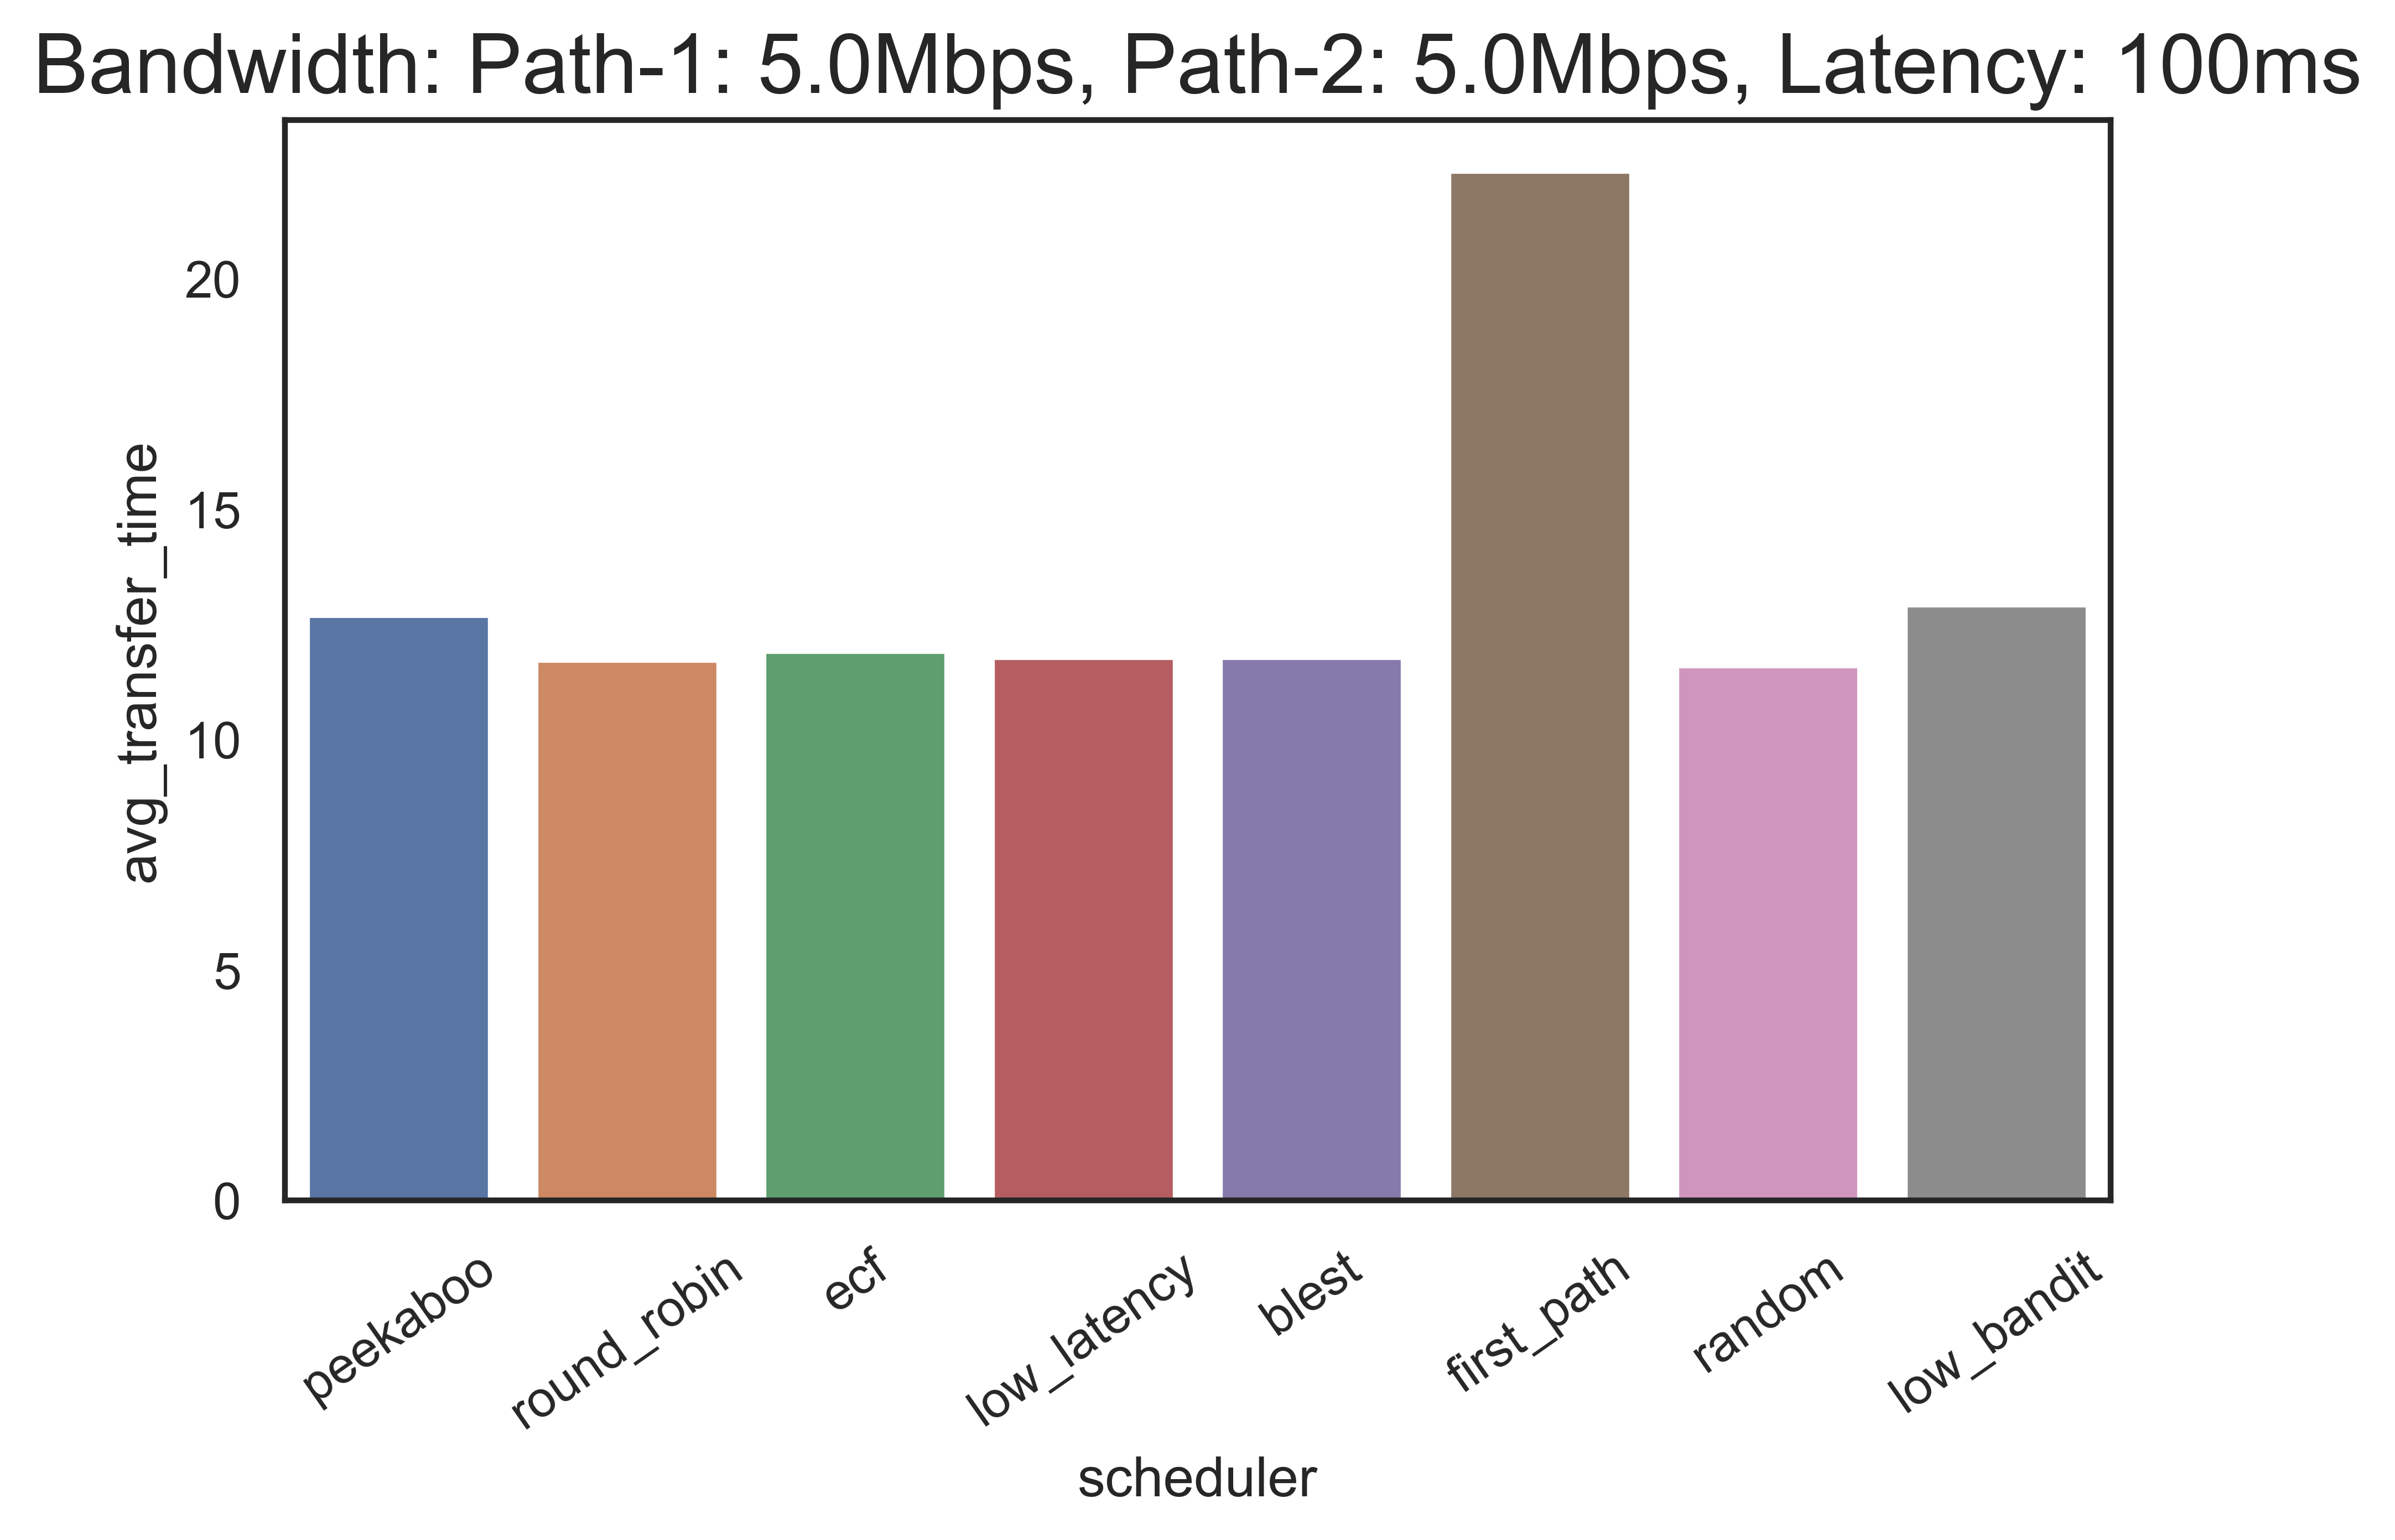 Bandwidth: Path-1: 5.0Mbps, Path-2: 5.0Mbps, Latency: 100ms
avg_transfer_time
20
15
10
5
0
peekaboo
round_robin
ecf
low_latency
blest
first_path
random
low_bandit
scheduler